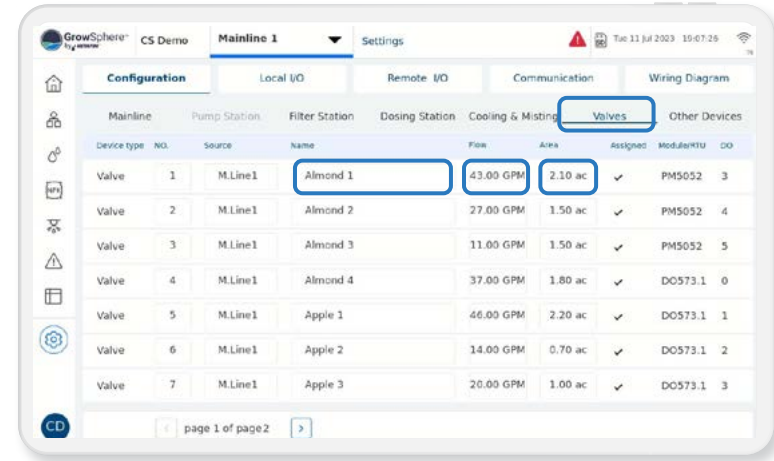 GrowSphere™ CS Demo Mainline 1 Settings Tue 11 Jul 2023 19:07:26
by NETAFIM
Configuration Local I/O Remote I/O Communication Wiring Diagram
Mainline Pump Station Filter Station Dosing Station Cooling & Misting Valves Other Devices
Device type NO. Source Name Flow Area Assigned Module/RTU DO
Valve 1 M.Line1 Almond 1 43.00 GPM 2.10 ac ✓ PM5052 3
Valve 2 M.Line1 Almond 2 27.00 GPM 1.50 ac ✓ PM5052 4
Valve 3 M.Line1 Almond 3 11.00 GPM 1.50 ac ✓ PM5052 5
Valve 4 M.Line1 Almond 4 37.00 GPM 1.80 ac ✓ DO573.1 0
Valve 5 M.Line1 Apple 1 46.00 GPM 2.20 ac ✓ DO573.1 1
Valve 6 M.Line1 Apple 2 14.00 GPM 0.70 ac ✓ DO573.1 2
Valve 7 M.Line1 Apple 3 20.00 GPM 1.00 ac ✓ DO573.1 3
CD < page 1 of page2 >